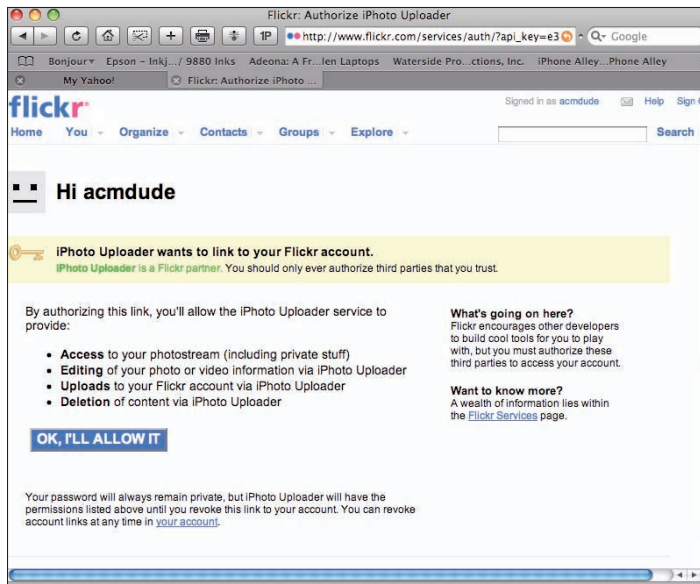 Flickr: Authorize iPhoto Uploader
1P http://www.flickr.com/services/auth/?api_key=e3 Q Google
Bonjour Epson – Inkj.../ 9880 Inks Adeona: A Fr...len Laptops Waterside Pro...ctions, Inc. iPhone Alley...Phone Alley
My Yahoo! Flickr: Authorize iPhoto ...
flickr
Signed in as acmdude Help Sign
Home You Organize Contacts Groups Explore Search
Hi acmdude
iPhoto Uploader wants to link to your Flickr account.
iPhoto Uploader is a Flickr partner. You should only ever authorize third parties that you trust.
By authorizing this link, you'll allow the iPhoto Uploader service to
provide:
• Access to your photostream (including private stuff)
• Editing of your photo or video information via iPhoto Uploader
• Uploads to your Flickr account via iPhoto Uploader
• Deletion of content via iPhoto Uploader
OK, I'LL ALLOW IT
Your password will always remain private, but iPhoto Uploader will have the
permissions listed above until you revoke this link to your account. You can revoke
account links at any time in your account.
What's going on here?
Flickr encourages other developers
to build cool tools for you to play
with, but you must authorize these
third parties to access your account.
Want to know more?
A wealth of information lies within
the Flickr Services page.